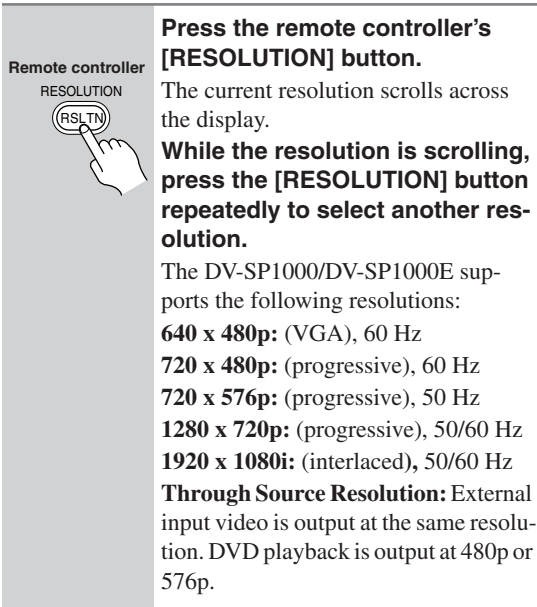 Remote controller
RESOLUTION
RSLTN
Press the remote controller's
[RESOLUTION] button.
The current resolution scrolls across
the display.
While the resolution is scrolling,
press the [RESOLUTION] button
repeatedly to select another res-
olution.
The DV-SP1000/DV-SP1000E sup-
ports the following resolutions:
640 x 480p: (VGA), 60 Hz
720 x 480p: (progressive), 60 Hz
720 x 576p: (progressive), 50 Hz
1280 x 720p: (progressive), 50/60 Hz
1920 x 1080i: (interlaced), 50/60 Hz
Through Source Resolution: External
input video is output at the same resolu-
tion. DVD playback is output at 480p or
576p.